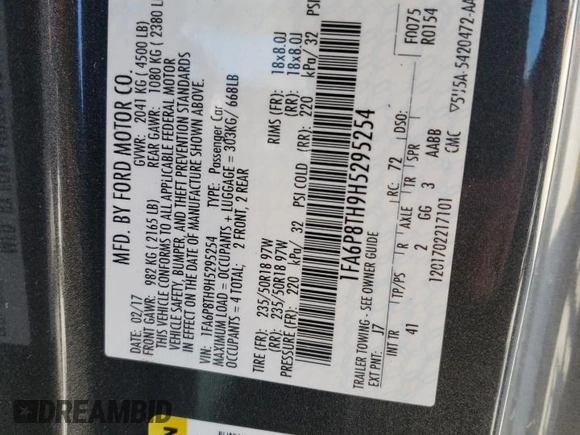 MFD. BY FORD MOTOR CO.
DATE: 02/17 GVWR: 2041 KG ( 4500 LB)
FRONT GAWR: 982 KG ( 2165 LB) REAR GAWR: 1080 KG ( 2380 LB)
THIS VEHICLE CONFORMS TO ALL APPLICABLE FEDERAL MOTOR
VEHICLE SAFETY, BUMPER, AND THEFT PREVENTION STANDARDS
IN EFFECT ON THE DATE OF MANUFACTURE SHOWN ABOVE.
VIN: 1FA6P8TH9H5295254 TYPE: Passenger Car
MAXIMUM LOAD = OCCUPANTS + LUGGAGE = 303KG/ 668LB
OCCUPANTS = 4 TOTAL; 2 FRONT, 2 REAR
TIRE (FR): 235/50R18 97W RIMS (FR): 18x8.0J
(RR): 235/50R18 97W (RR): 18x8.0J
PRESSURE (FR): 220 kPa/ 32 PSI COLD (RR): 220 kPa/ 32 PSI
1FA6P8TH9H5295254
TRAILER TOWING - SEE OWNER GUIDE F0075
EXT PNT: J7 RC: 72 DSO: R0154
INT TR TP/PS R AXLE TR SPR
41 I 2 GG 3 AABB
1201702217101 CMC
DREAMBID